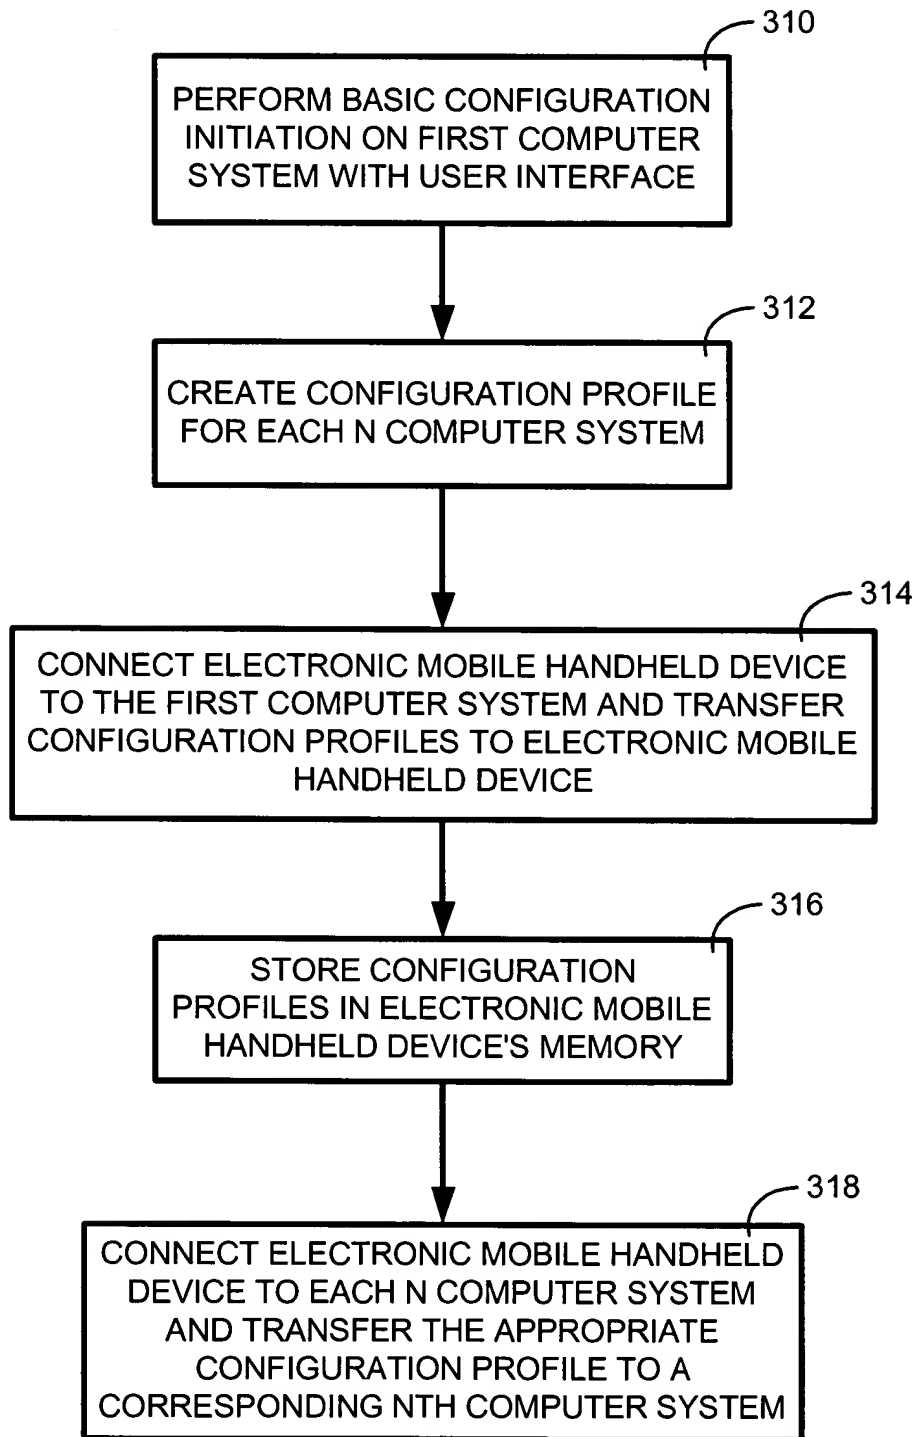 310
PERFORM BASIC CONFIGURATION
INITIATION ON FIRST COMPUTER
SYSTEM WITH USER INTERFACE
312
CREATE CONFIGURATION PROFILE
FOR EACH N COMPUTER SYSTEM
314
CONNECT ELECTRONIC MOBILE HANDHELD DEVICE
TO THE FIRST COMPUTER SYSTEM AND TRANSFER
CONFIGURATION PROFILES TO ELECTRONIC MOBILE
HANDHELD DEVICE
316
STORE CONFIGURATION
PROFILES IN ELECTRONIC MOBILE
HANDHELD DEVICE'S MEMORY
318
CONNECT ELECTRONIC MOBILE HANDHELD
DEVICE TO EACH N COMPUTER SYSTEM
AND TRANSFER THE APPROPRIATE
CONFIGURATION PROFILE TO A
CORRESPONDING NTH COMPUTER SYSTEM